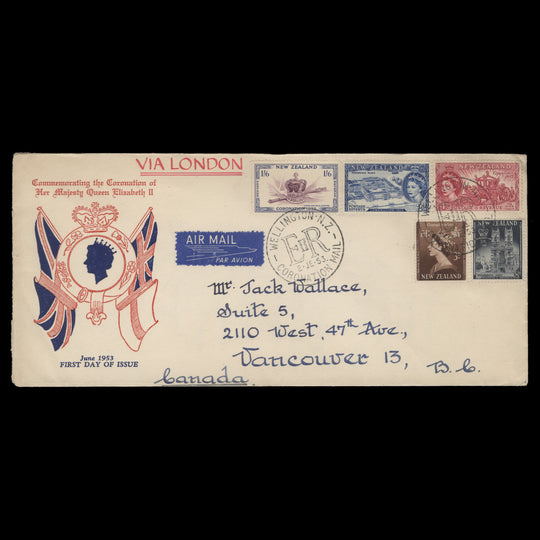 VIA LONDON
Commemorating the Coronation of
Her Majesty Queen Elizabeth II
June 1953
FIRST DAY OF ISSUE
AIR MAIL
PAR AVION
NEW ZEALAND
1/6 1/6
CORONATION
NEW ZEALAND
NEW ZEALAND
NEW ZEALAND
NEW ZEALAND
WELLINGTON·N.Z.
EIIR
CORONATION MAIL
Mr. Jack Wallace,
Suite 5,
2110 West, 47th Ave.,
Vancouver 13, B.C.
Canada.